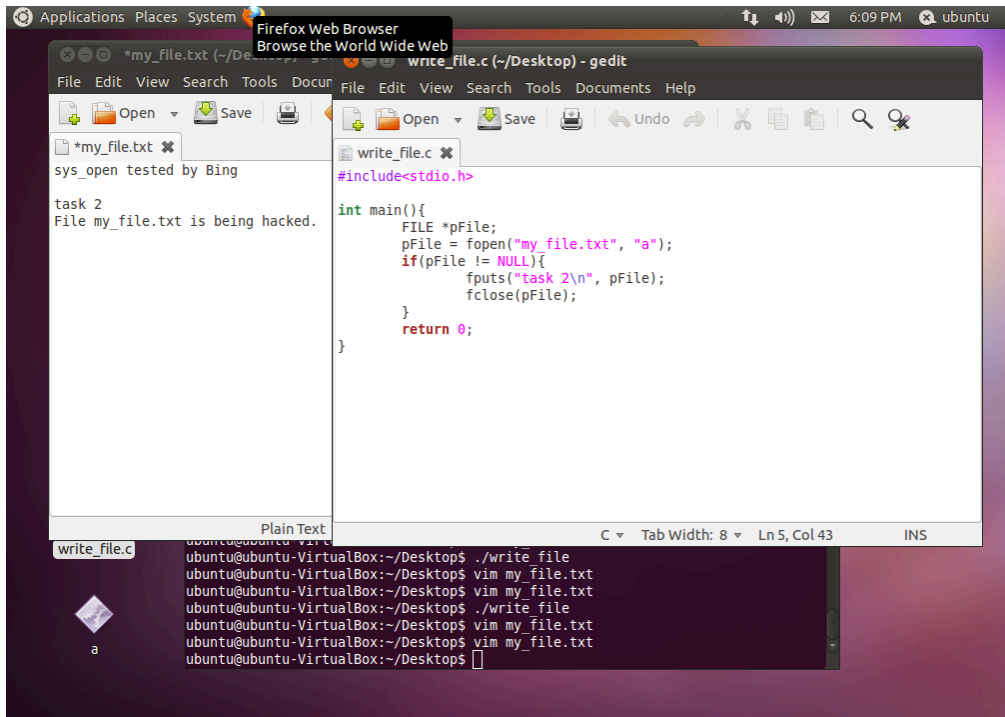 Applications Places System 6:09 PM ubuntu
Firefox Web Browser
Browse the World Wide Web
*my_file.txt (~/De
File Edit View Search Tools Docum
Open Save
*my_file.txt
sys_open tested by Bing
task 2
File my_file.txt is being hacked.
Plain Text
write_file.c (~/Desktop) - gedit
File Edit View Search Tools Documents Help
Open Save Undo
write_file.c
#include<stdio.h>
int main(){
FILE *pFile;
pFile = fopen("my_file.txt", "a");
if(pFile != NULL){
fputs("task 2\n", pFile);
fclose(pFile);
}
return 0;
}
C Tab Width: 8 Ln 5, Col 43 INS
write_file.c
a
ubuntu@ubuntu-VirtualBox:~/Desktop$ ./write_file
ubuntu@ubuntu-VirtualBox:~/Desktop$ vim my_file.txt
ubuntu@ubuntu-VirtualBox:~/Desktop$ vim my_file.txt
ubuntu@ubuntu-VirtualBox:~/Desktop$ ./write_file
ubuntu@ubuntu-VirtualBox:~/Desktop$ vim my_file.txt
ubuntu@ubuntu-VirtualBox:~/Desktop$ vim my_file.txt
ubuntu@ubuntu-VirtualBox:~/Desktop$